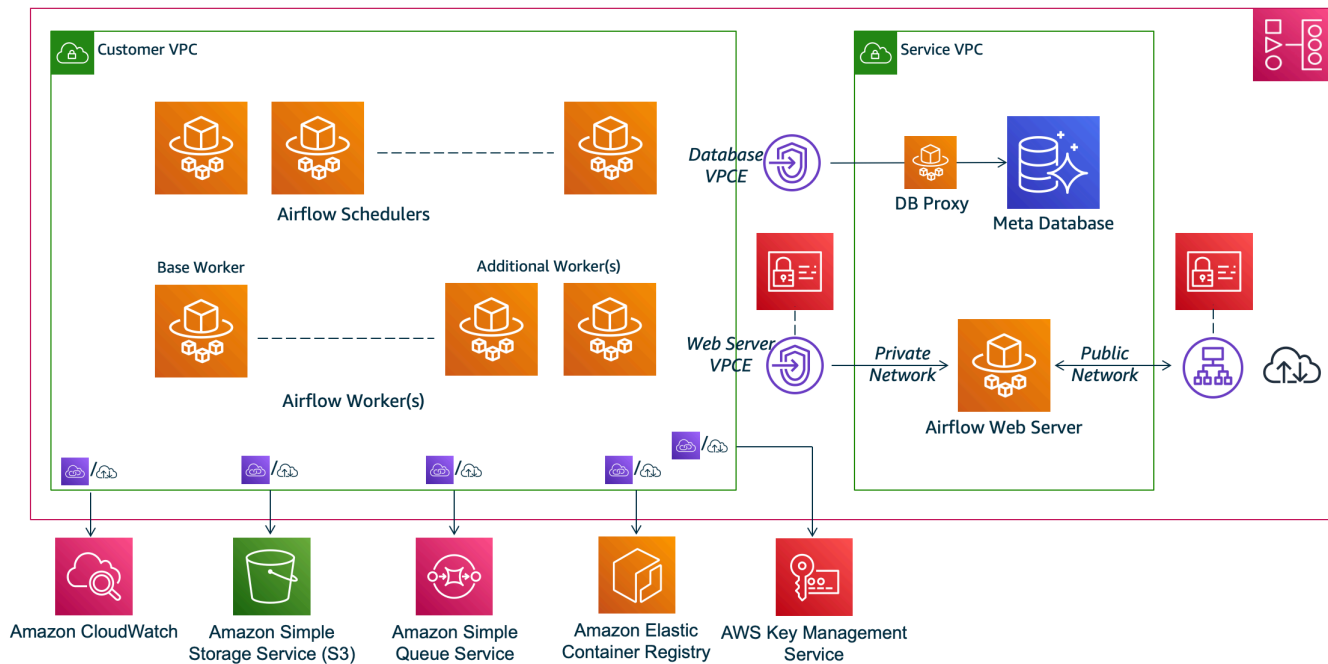 Customer VPC
Service VPC
Airflow Schedulers
Database
VPCE
DB Proxy
Meta Database
Base Worker
Additional Worker(s)
Airflow Worker(s)
Web Server
VPCE
Private
Network
Public
Network
Airflow Web Server
/
/
/
/
/
Amazon CloudWatch
Amazon Simple
Storage Service (S3)
Amazon Simple
Queue Service
Amazon Elastic
Container Registry
AWS Key Management
Service